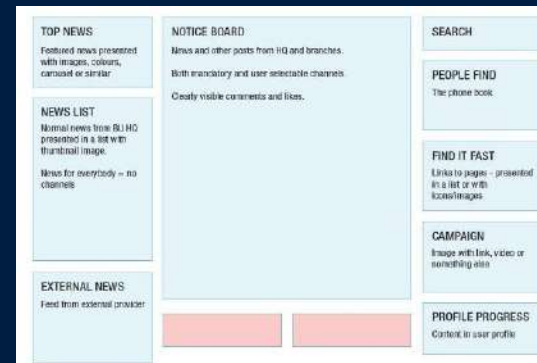 TOP NEWS
Featured news presented
with images, colours,
carousel or similar
NEWS LIST
Normal news from BU HQ
presented in a list with
thumbnail image.
News for everybody – no
channels
EXTERNAL NEWS
Feed from external provider
NOTICE BOARD
News and other posts from HQ and branches.
Both mandatory and user selectable channels
Clearly visible comments and likes.
SEARCH
PEOPLE FIND
The phone book
FIND IT FAST
Links to pages – presented
in a list or with
icons/images
CAMPAIGN
Image with link, video or
something else
PROFILE PROGRESS
Content in user profile